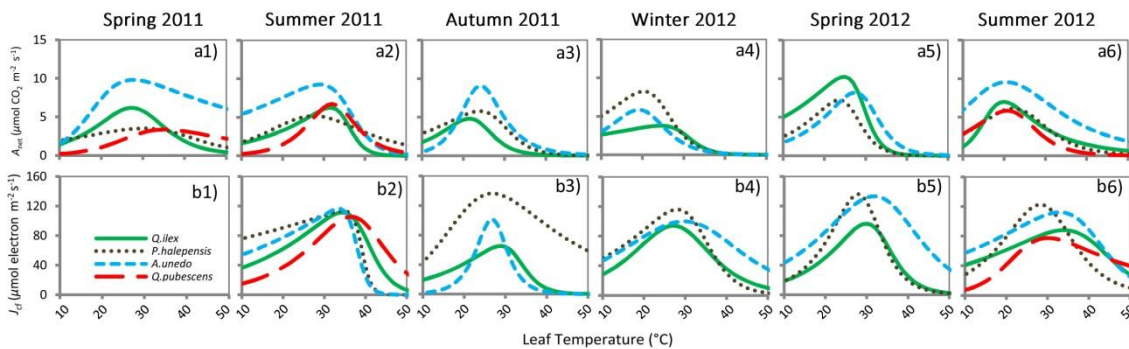 Spring 2011 Summer 2011 Autumn 2011 Winter 2012 Spring 2012 Summer 2012
A_net (μmol CO₂ m⁻² s⁻¹)
15
10
5
0
a1) a2) a3) a4) a5) a6)
10 20 30 40 50 10 20 30 40 50 10 20 30 40 50 10 20 30 40 50 10 20 30 40 50 10 20 30 40 50
J_cf (μmol electron m⁻² s⁻¹)
160
120
80
40
0
b1) b2) b3) b4) b5) b6)
Q.ilex
P.halepensis
A.unedo
Q.pubescens
10 20 30 40 50 10 20 30 40 50 10 20 30 40 50 10 20 30 40 50 10 20 30 40 50 10 20 30 40 50
Leaf Temperature (°C)